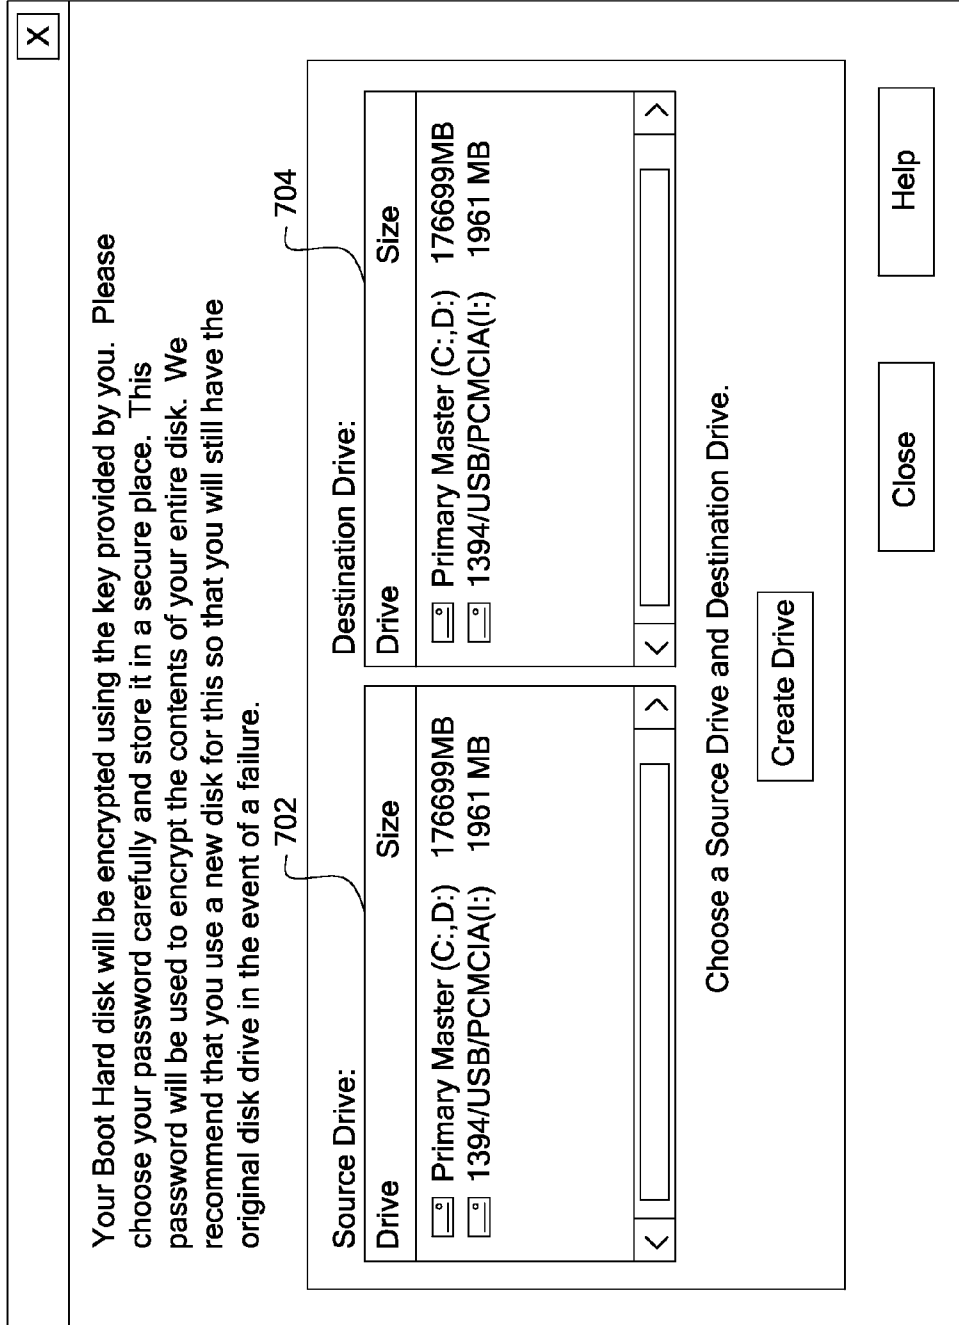 X
Your Boot Hard disk will be encrypted using the key provided by you. Please
choose your password carefully and store it in a secure place. This
password will be used to encrypt the contents of your entire disk. We
recommend that you use a new disk for this so that you will still have the
original disk drive in the event of a failure.
702
704
Source Drive:
Drive Size
Primary Master (C:,D:) 176699MB
1394/USB/PCMCIA(I:) 1961 MB
Destination Drive:
Drive Size
Primary Master (C:,D:) 176699MB
1394/USB/PCMCIA(I:) 1961 MB
Choose a Source Drive and Destination Drive.
Create Drive
Close
Help